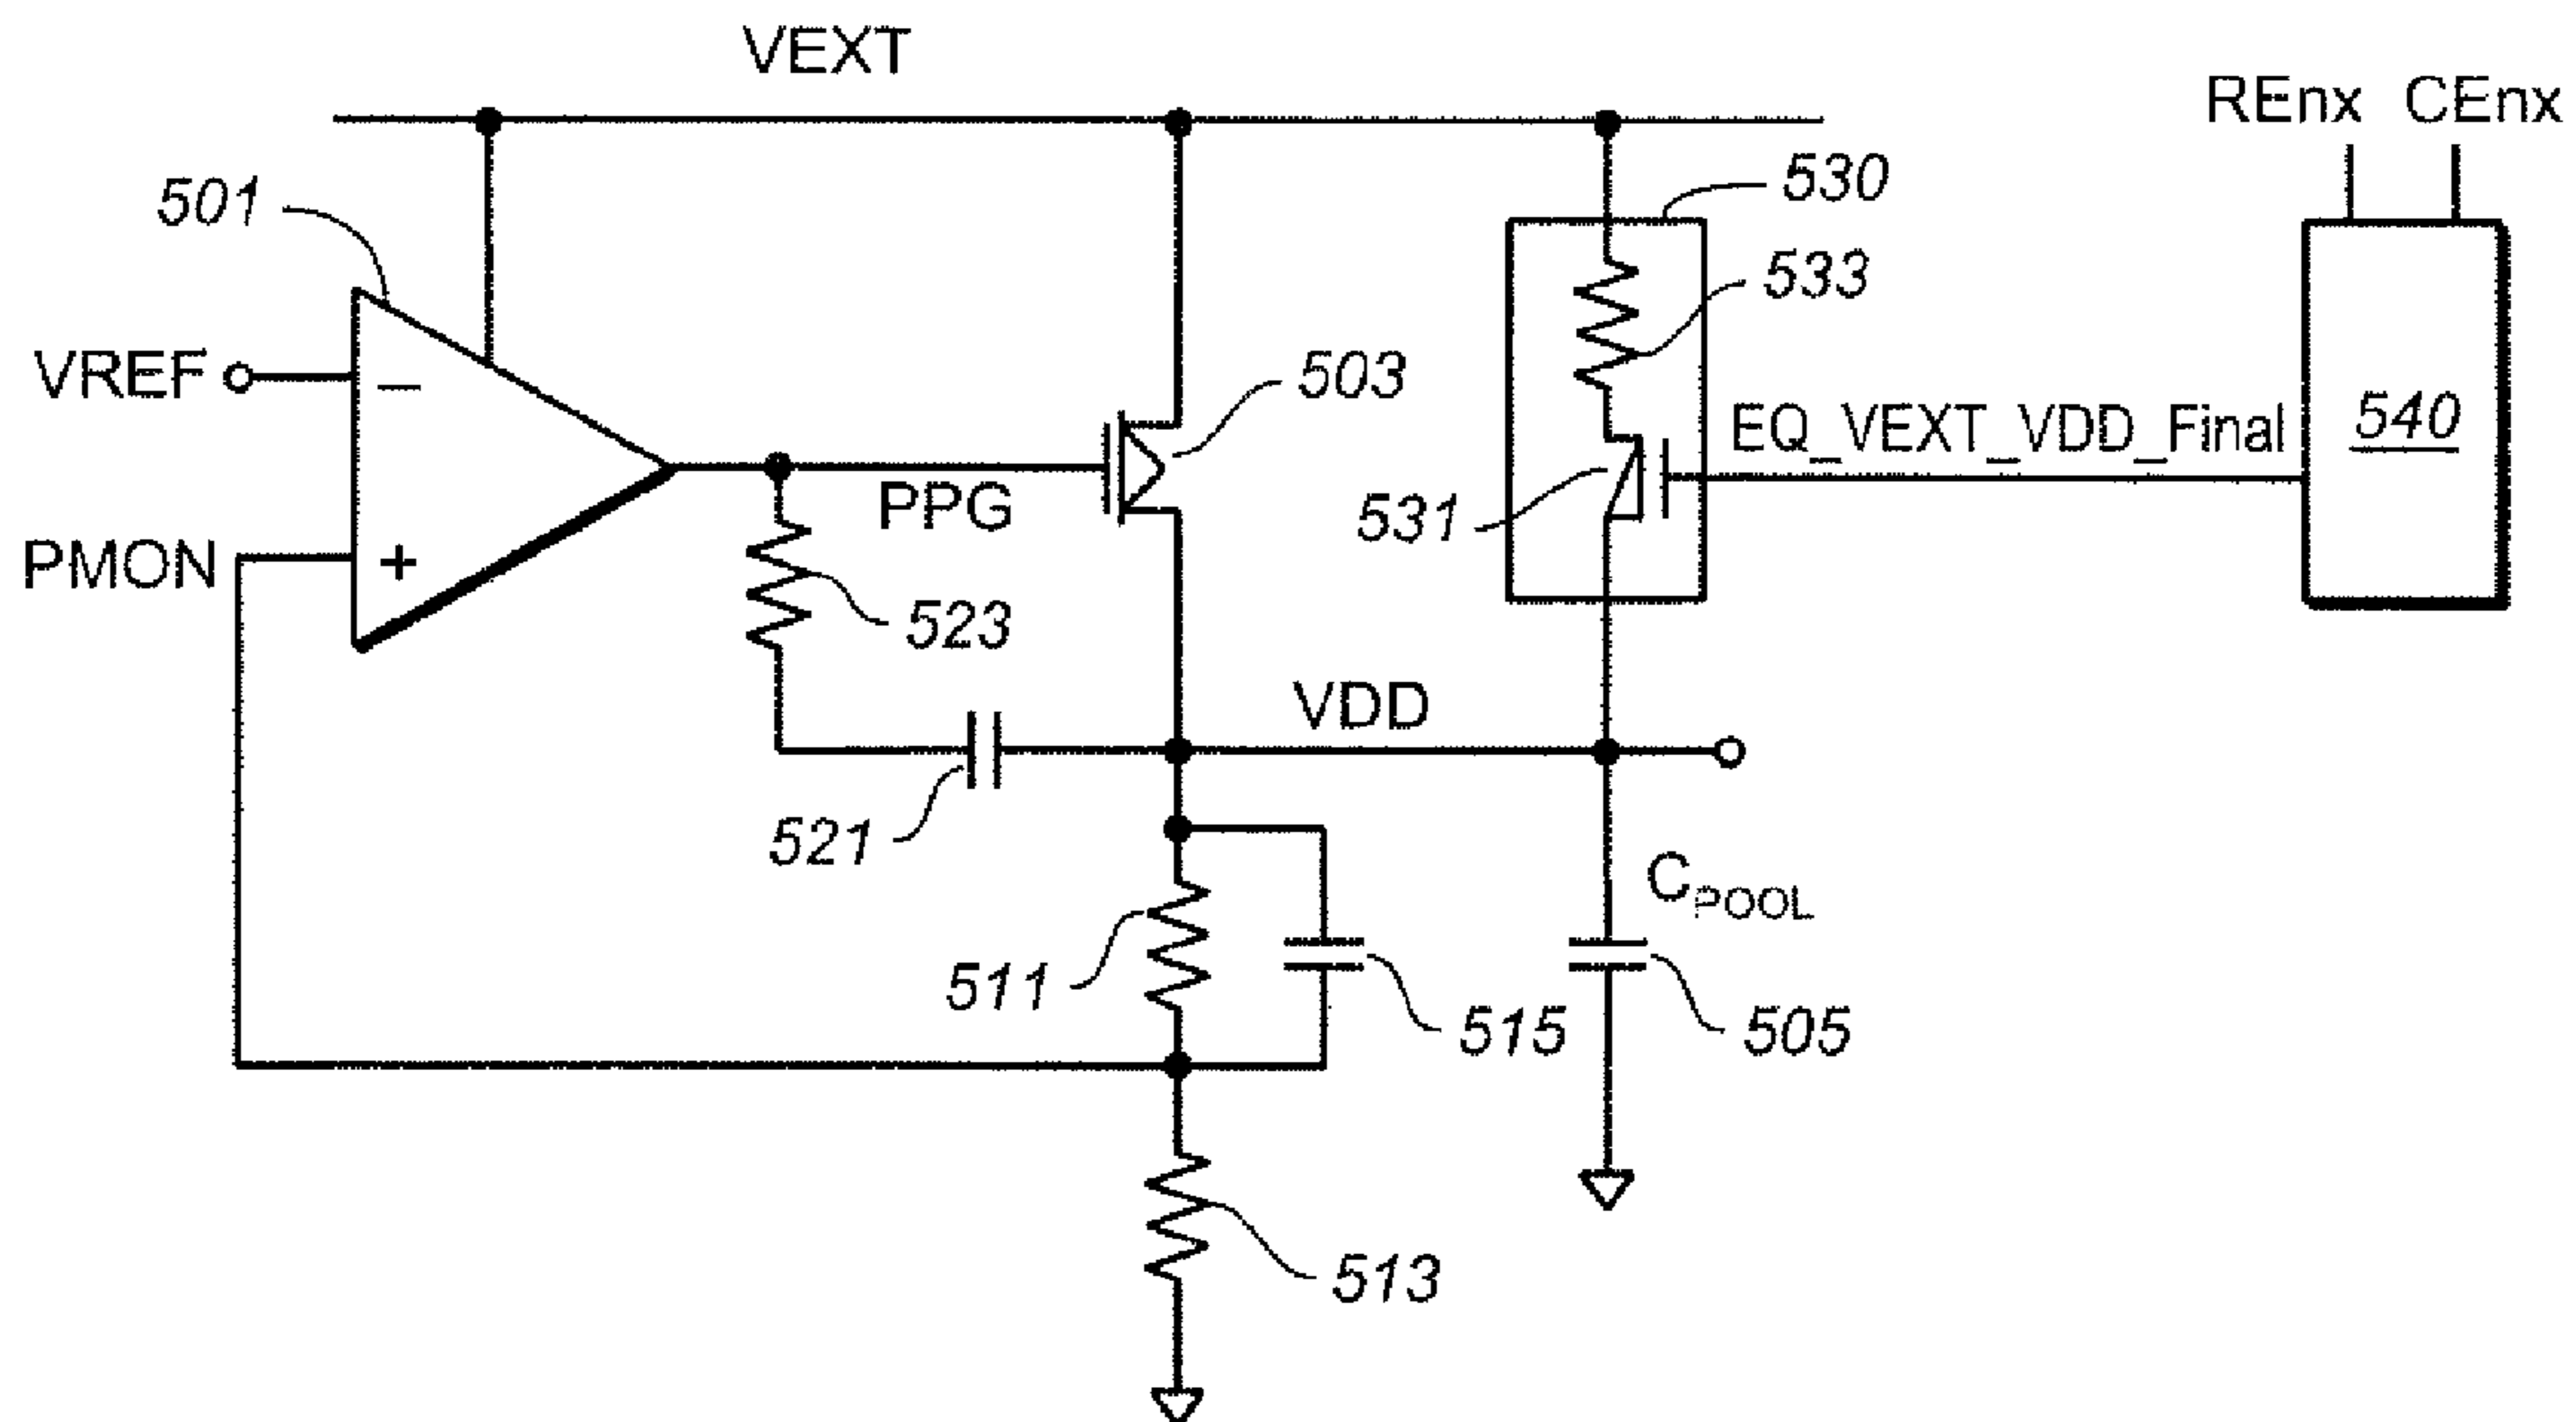 VEXT
REnx CEnx
501
530
533
VREF
−
503
EQ_VEXT_VDD_Final
540
PPG
531
PMON
+
523
VDD
521
CPOOL
511
515
505
513